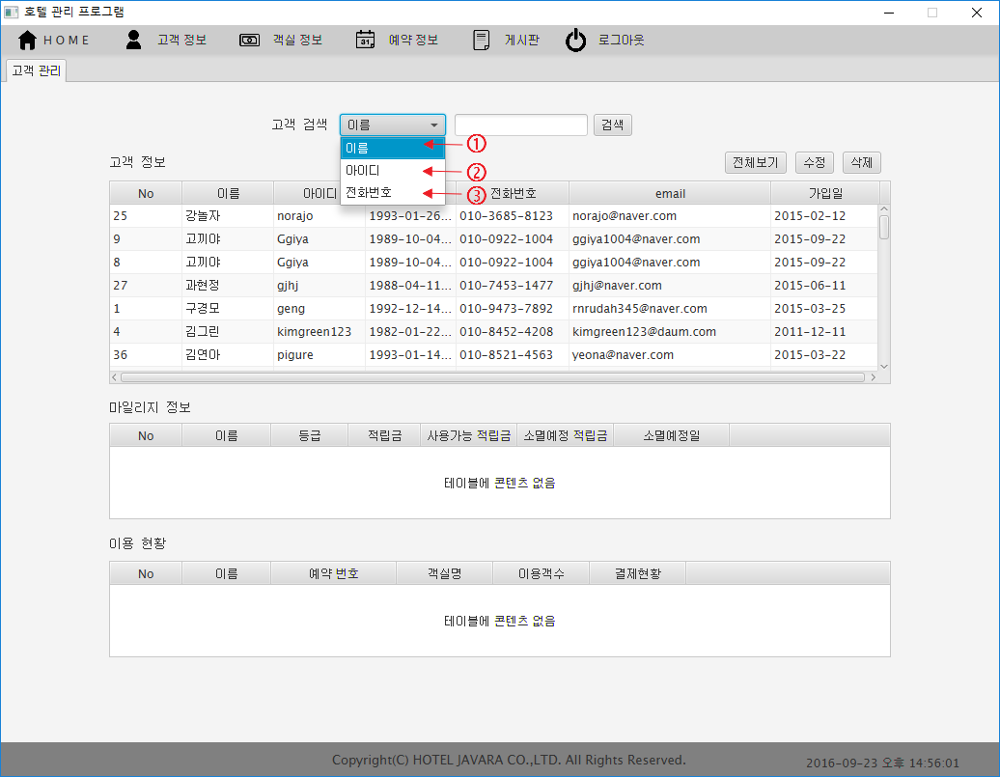 호텔 관리 프로그램
HOME 고객 정보 객실 정보 31 예약 정보 게시판 로그아웃
고객 관리
고객 검색 이름 검색
이름 ①
아이디 ②
전화번호 ③
고객 정보 전체보기 수정 삭제
No 이름 아이디 전화번호 email 가입일
25 강놀자 norajo 1993-01-26... 010-3685-8123 norajo@naver.com 2015-02-12
9 고끼야 Ggiya 1989-10-04... 010-0922-1004 ggiya1004@naver.com 2015-09-22
8 고끼야 Ggiya 1989-10-04... 010-0922-1004 ggiya1004@naver.com 2015-09-22
27 과현정 gjhj 1988-04-11... 010-7453-1477 gjhj@naver.com 2015-06-11
1 구경모 geng 1992-12-14... 010-9473-7892 rnrudah345@naver.com 2015-03-25
4 김그린 kimgreen123 1982-01-22... 010-8452-4208 kimgreen123@daum.com 2011-12-11
36 김연아 pigure 1993-01-14... 010-8521-4563 yeona@naver.com 2015-03-22
마일리지 정보
No 이름 등급 적립금 사용가능 적립금 소멸예정 적립금 소멸예정일
테이블에 콘텐츠 없음
이용 현황
No 이름 예약 번호 객실명 이용객수 결제현황
테이블에 콘텐츠 없음
Copyright(C) HOTEL JAVARA CO.,LTD. All Rights Reserved.
2016-09-23 오후 14:56:01